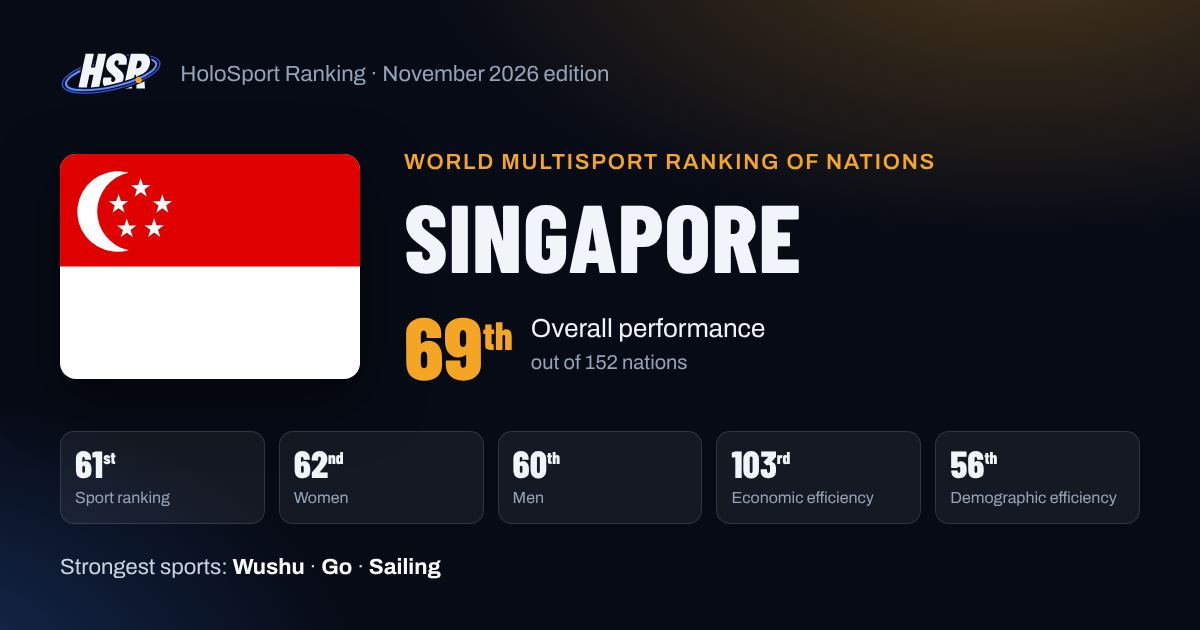 HSR
HoloSport Ranking · November 2026 edition
WORLD MULTISPORT RANKING OF NATIONS
SINGAPORE
69th
Overall performance
out of 152 nations
61st
Sport ranking
62nd
Women
60th
Men
103rd
Economic efficiency
56th
Demographic efficiency
Strongest sports: Wushu · Go · Sailing